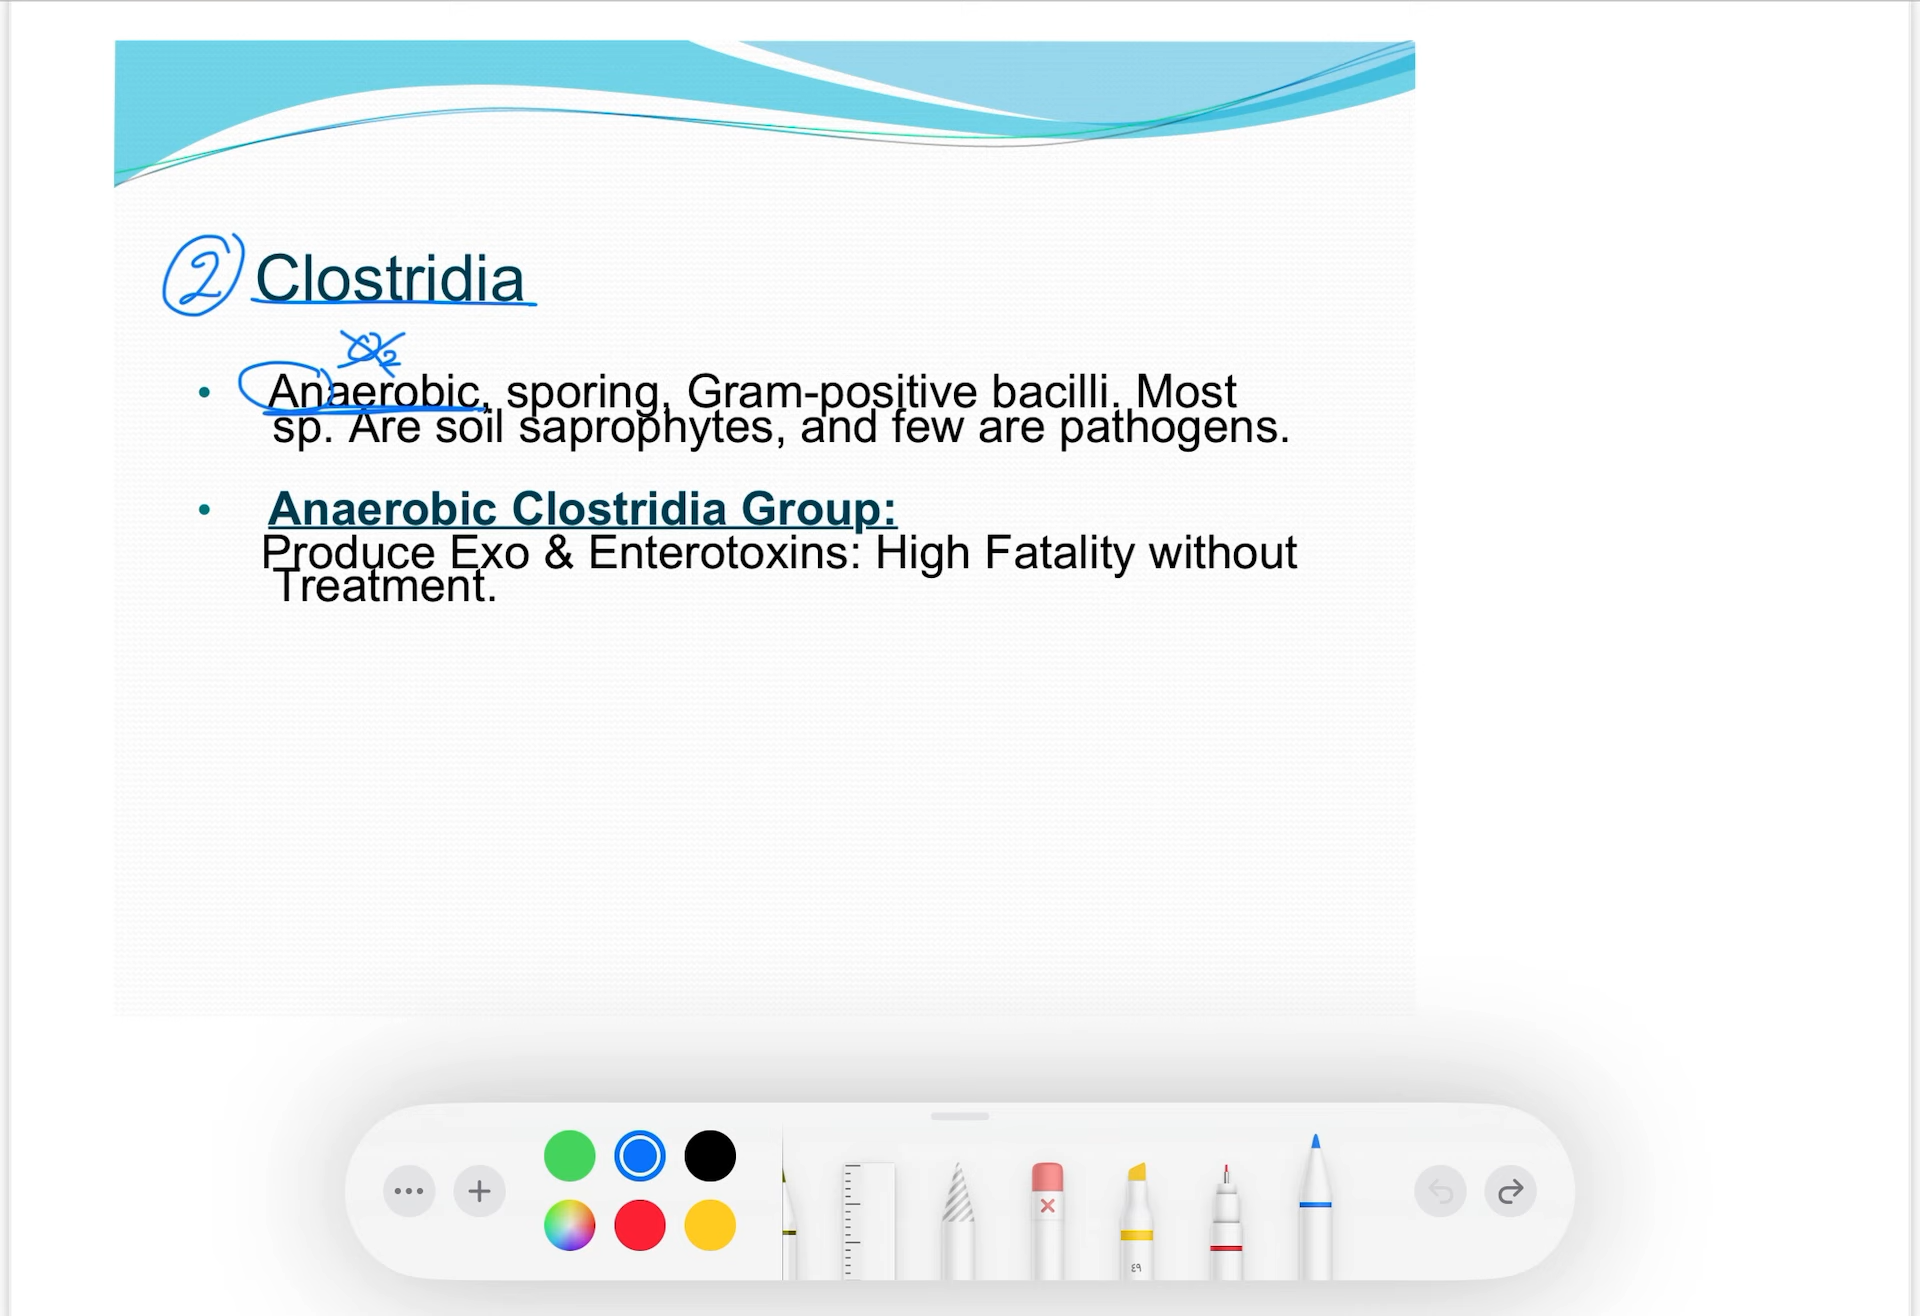 ② Clostridia
O2
• Anaerobic, sporing, Gram-positive bacilli. Most
sp. Are soil saprophytes, and few are pathogens.
• Anaerobic Clostridia Group:
Produce Exo & Enterotoxins: High Fatality without
Treatment.
٤٩